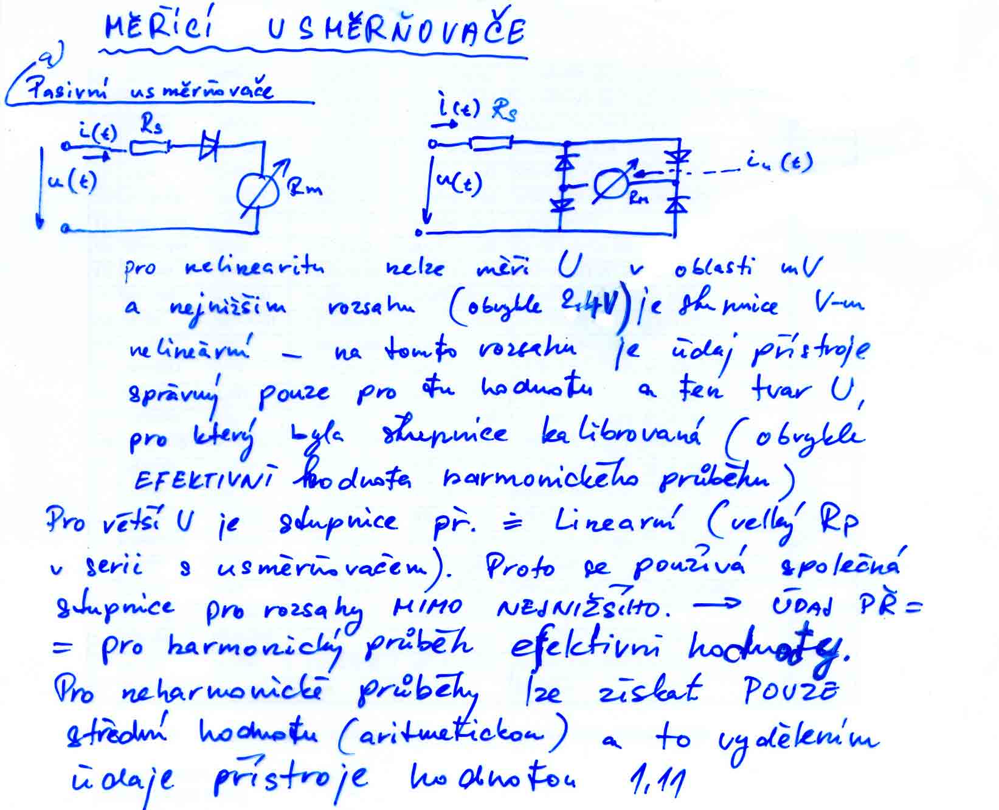 MĚŘÍCÍ USMĚRŇOVAČE
a)
Pasivní usměrňovače
i(t) Rs
u(t)
Rm
i(t) Rs
u(t)
Rm
iu(t)
pro nelinearitu nelze měři U v oblasti mV
a nejnižším rozsahu (obvykle 2.4V) je stupnice V-m
nelineární – na tomto rozsahu je údaj přístroje
správný pouze pro tu hodnotu a ten tvar U,
pro který byla stupnice kalibrovaná (obvykle
EFEKTIVNÍ hodnota harmonického průběhu)
Pro větší U je stupnice př. ≐ Linearní (velký Rp
v serii s usměrňovačem). Proto se používá společná
stupnice pro rozsahy MIMO NEJNIŽŠÍHO. → ÚDAJ PŘ =
= pro harmonický průběh efektivní hodnoty.
Pro neharmonické průběhy lze získat POUZE
střední hodnotu (aritmetickou) a to vydělením
údaje přístroje hodnotou 1,11